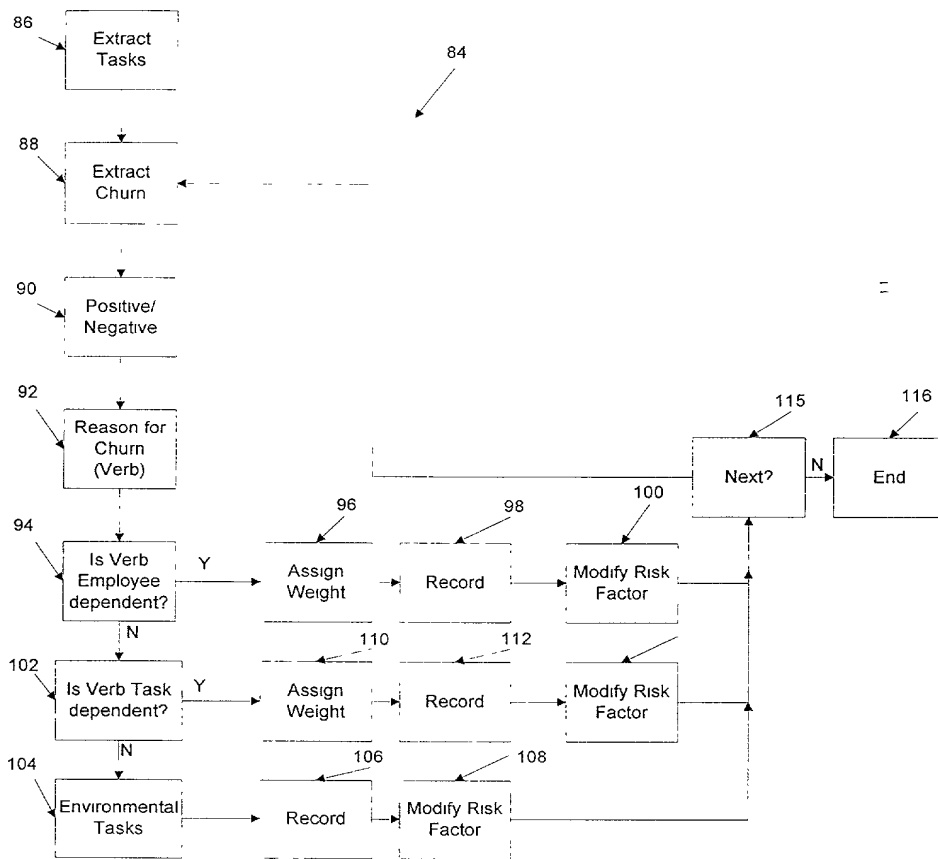 86
Extract
Tasks
84
88
Extract
Churn
90
Positive/
Negative
92
Reason for
Churn
(Verb)
115
Next?
N
116
End
94
Is Verb
Employee
dependent?
Y
96
Assign
Weight
98
Record
100
Modify Risk
Factor
N
102
Is Verb Task
dependent?
Y
110
Assign
Weight
112
Record
Modify Risk
Factor
N
104
Environmental
Tasks
106
Record
108
Modify Risk
Factor